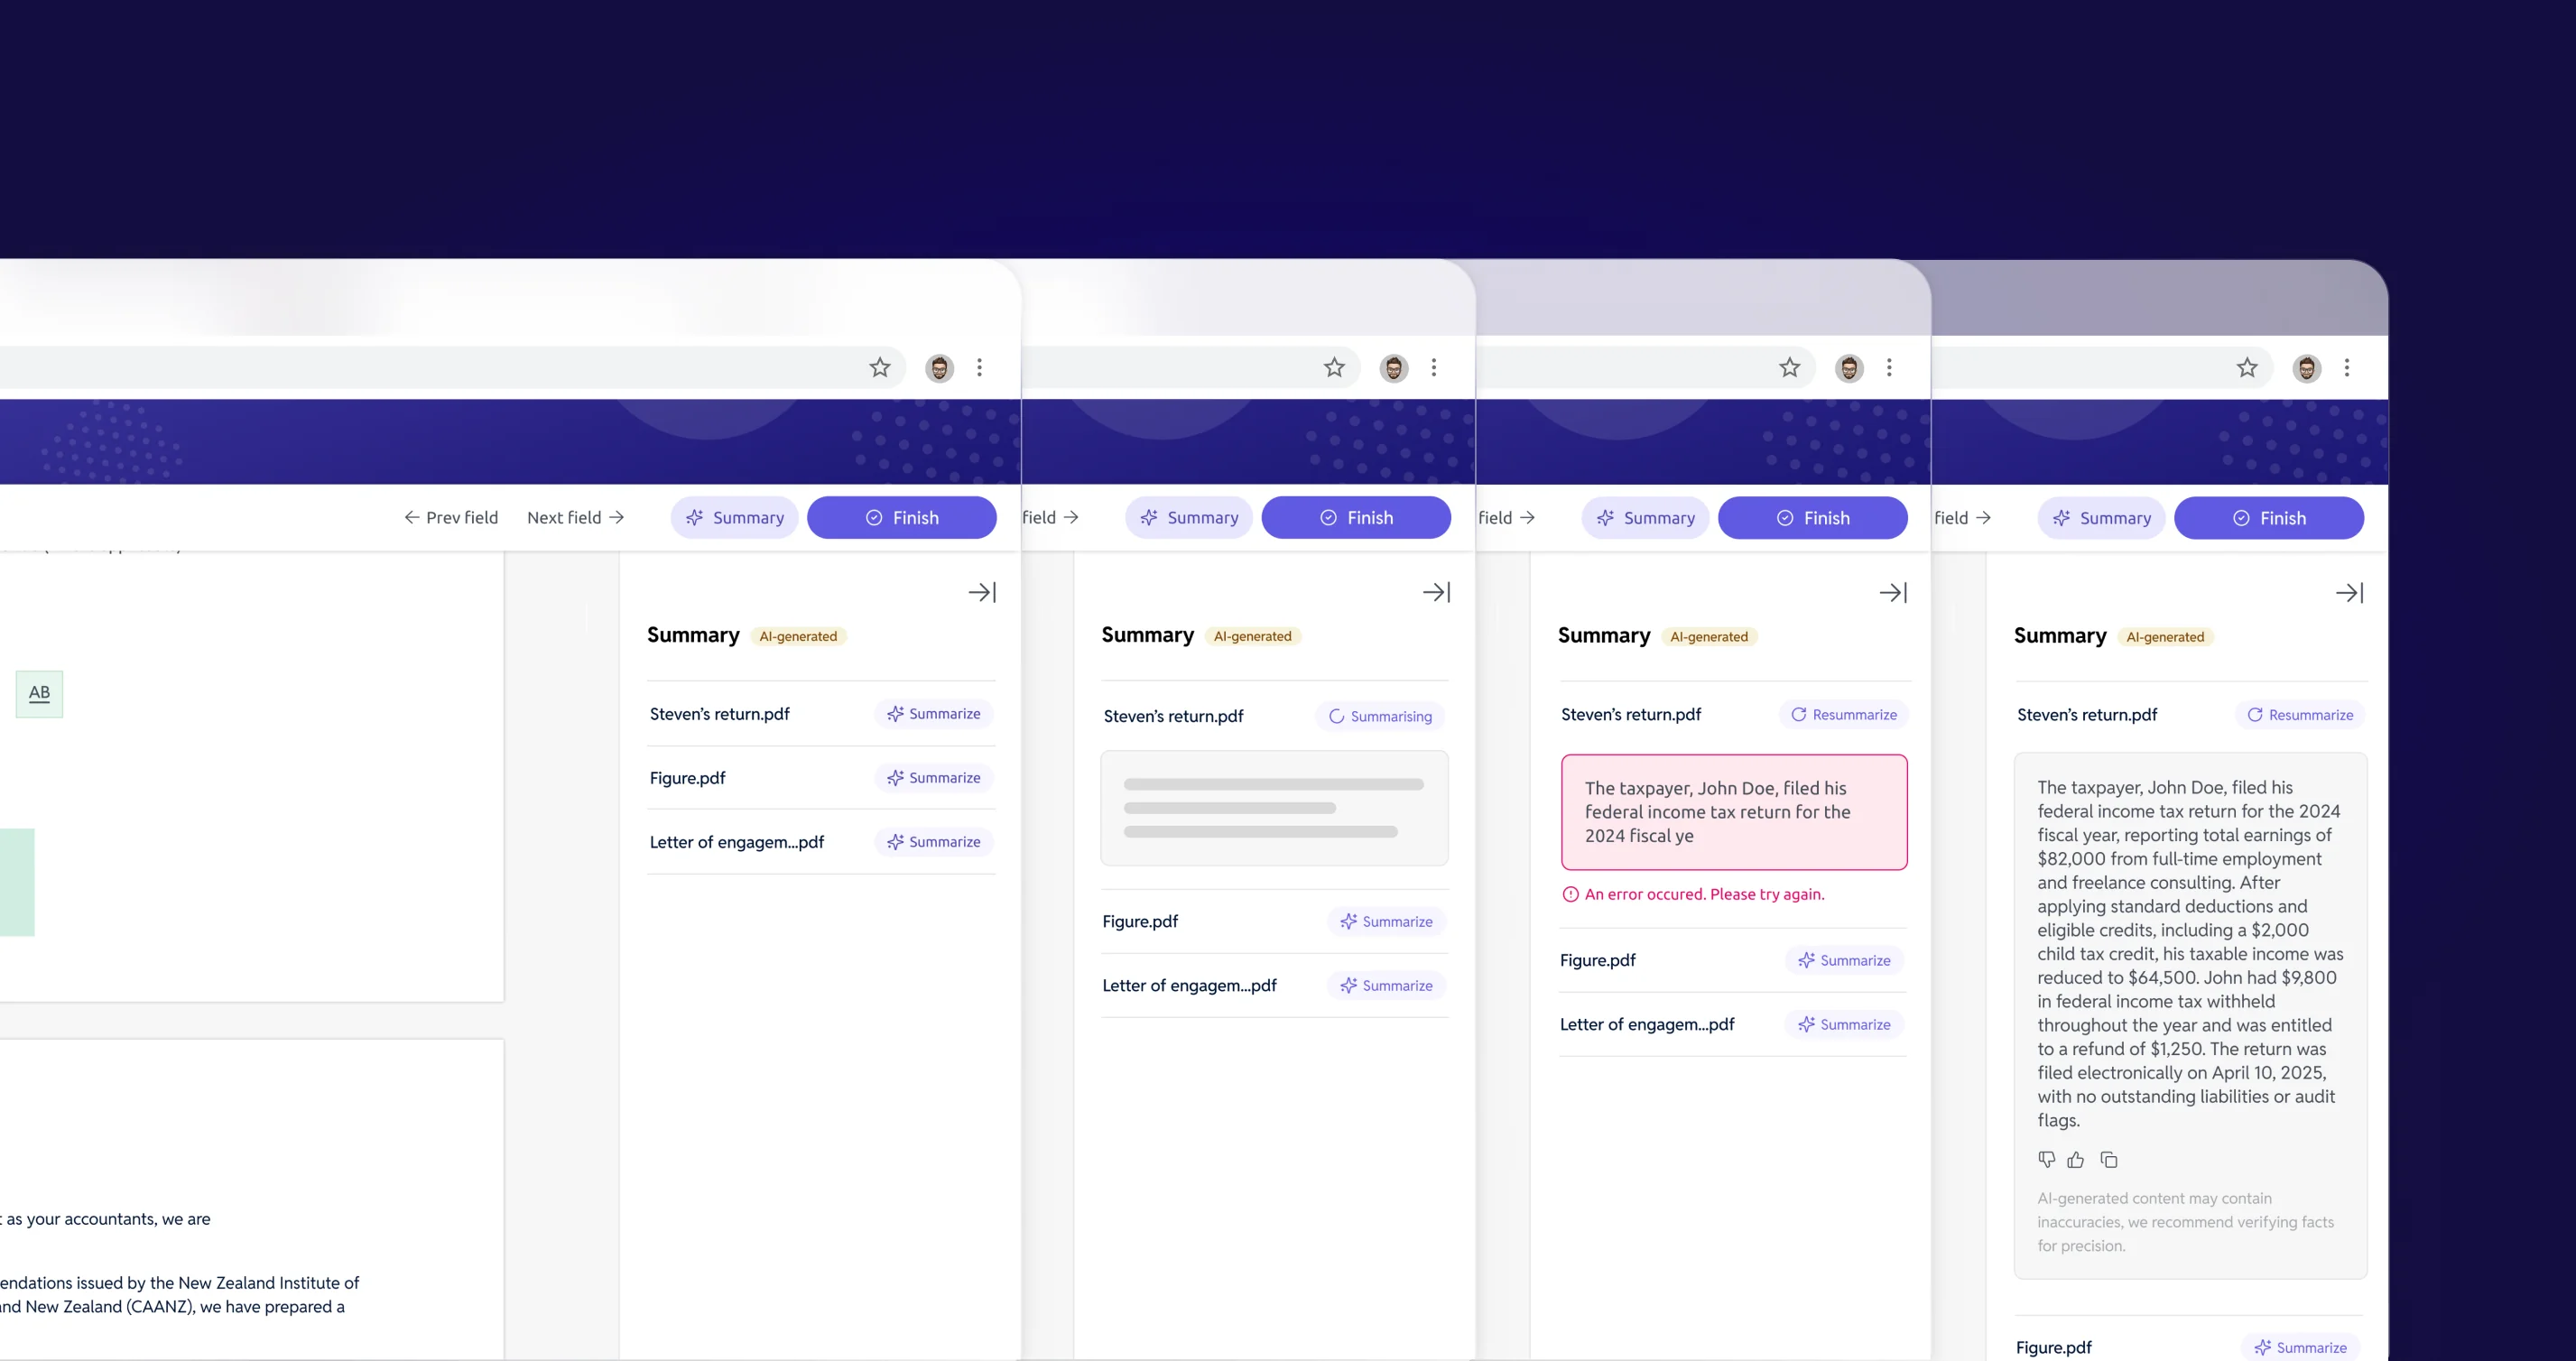 ← Prev field
Next field →
Summary
Finish
AB
as your accountants, we are
endations issued by the New Zealand Institute of
and New Zealand (CAANZ), we have prepared a
Summary AI-generated
Steven’s return.pdf Summarize
Figure.pdf Summarize
Letter of engagem...pdf Summarize
field →
Summary
Finish
Summary AI-generated
Steven’s return.pdf Summarising
Figure.pdf Summarize
Letter of engagem...pdf Summarize
field →
Summary
Finish
Summary AI-generated
Steven’s return.pdf Resummarize
The taxpayer, John Doe, filed his
federal income tax return for the
2024 fiscal ye
An error occured. Please try again.
Figure.pdf Summarize
Letter of engagem...pdf Summarize
field →
Summary
Finish
Summary AI-generated
Steven’s return.pdf Resummarize
The taxpayer, John Doe, filed his
federal income tax return for the 2024
fiscal year, reporting total earnings of
$82,000 from full-time employment
and freelance consulting. After
applying standard deductions and
eligible credits, including a $2,000
child tax credit, his taxable income was
reduced to $64,500. John had $9,800
in federal income tax withheld
throughout the year and was entitled
to a refund of $1,250. The return was
filed electronically on April 10, 2025,
with no outstanding liabilities or audit
flags.
AI-generated content may contain
inaccuracies, we recommend verifying facts
for precision.
Figure.pdf Summarize